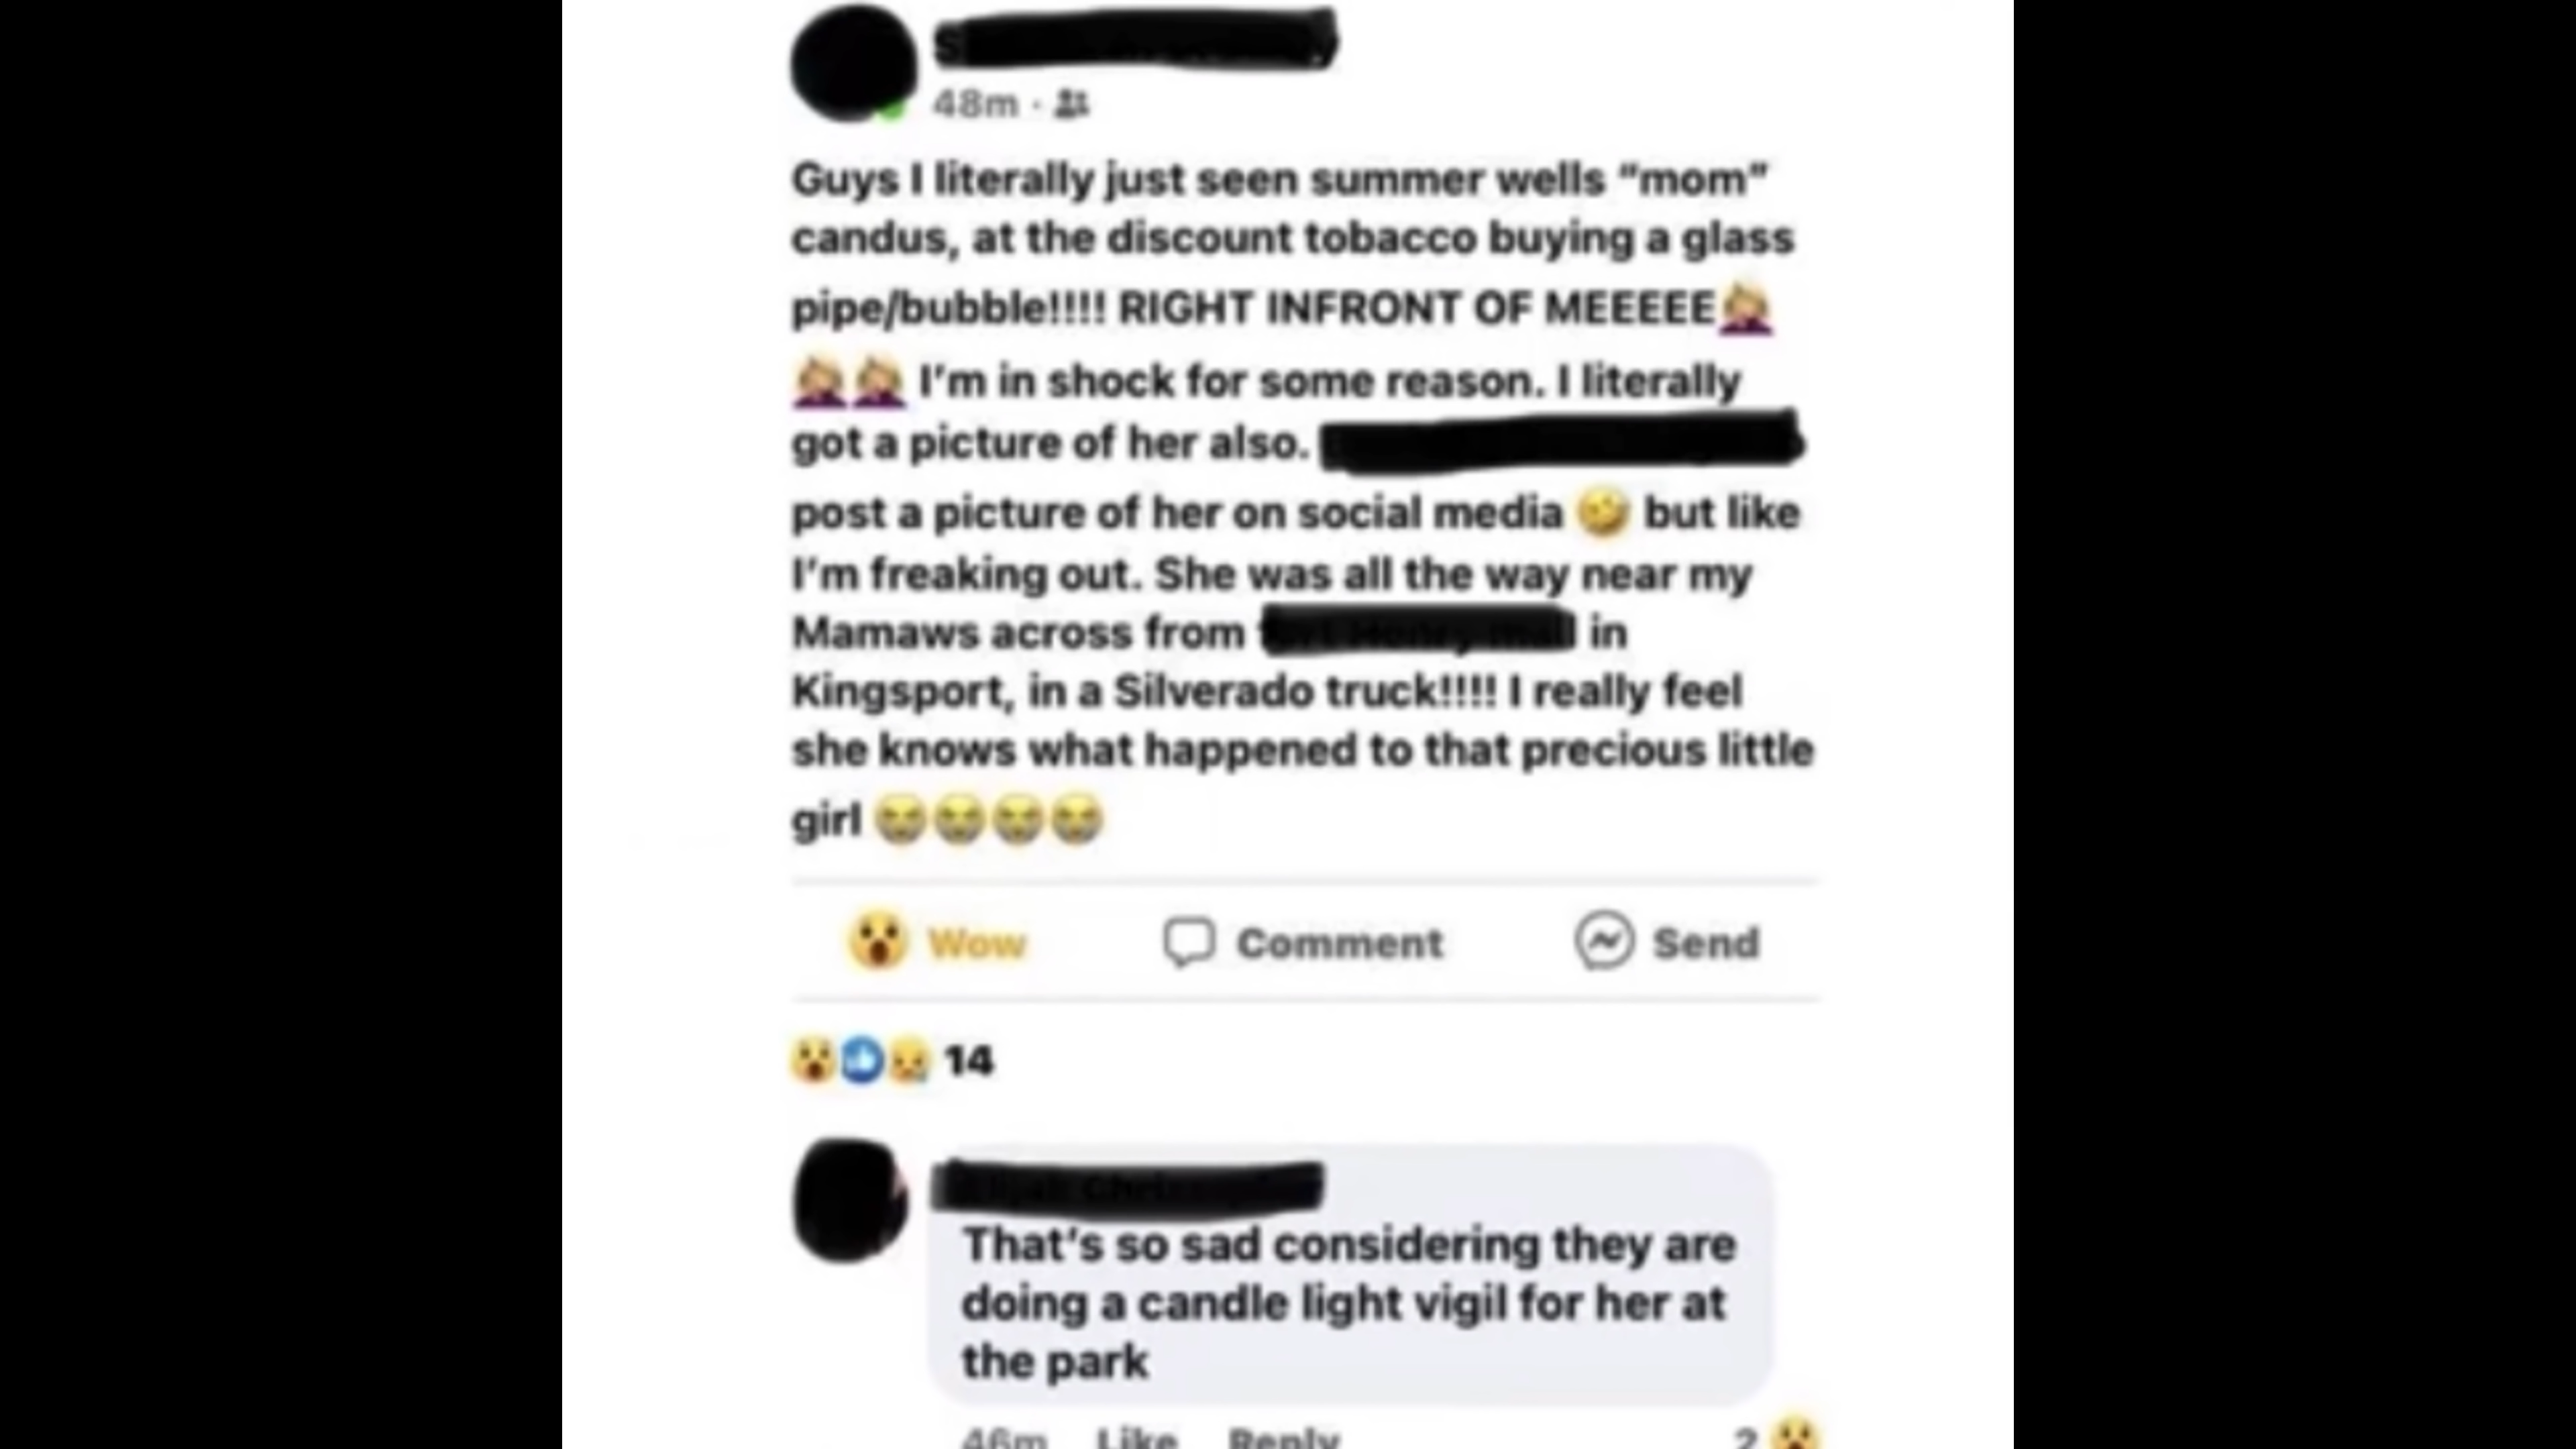 48m ·
Guys I literally just seen summer wells “mom”
candus, at the discount tobacco buying a glass
pipe/bubble!!!! RIGHT INFRONT OF MEEEEE🤦🏼‍♀️
🤦🏼‍♀️🤦🏼‍♀️ I’m in shock for some reason. I literally
got a picture of her also.
post a picture of her on social media 🤣 but like
I’m freaking out. She was all the way near my
Mamaws across from in
Kingsport, in a Silverado truck!!!! I really feel
she knows what happened to that precious little
girl 😭😭😭😭
Wow Comment Send
14
That’s so sad considering they are
doing a candle light vigil for her at
the park
46m Like Reply 2